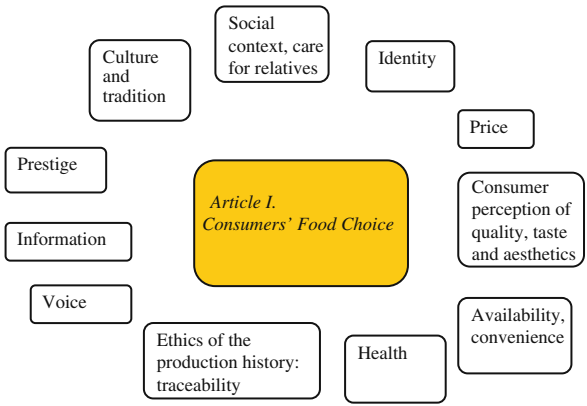 Social
context, care
for relatives
Culture
and
tradition
Identity
Price
Prestige
Article I.
Consumers' Food Choice
Consumer
perception of
quality, taste
and aesthetics
Information
Voice
Availability,
convenience
Ethics of the
production history:
traceability
Health